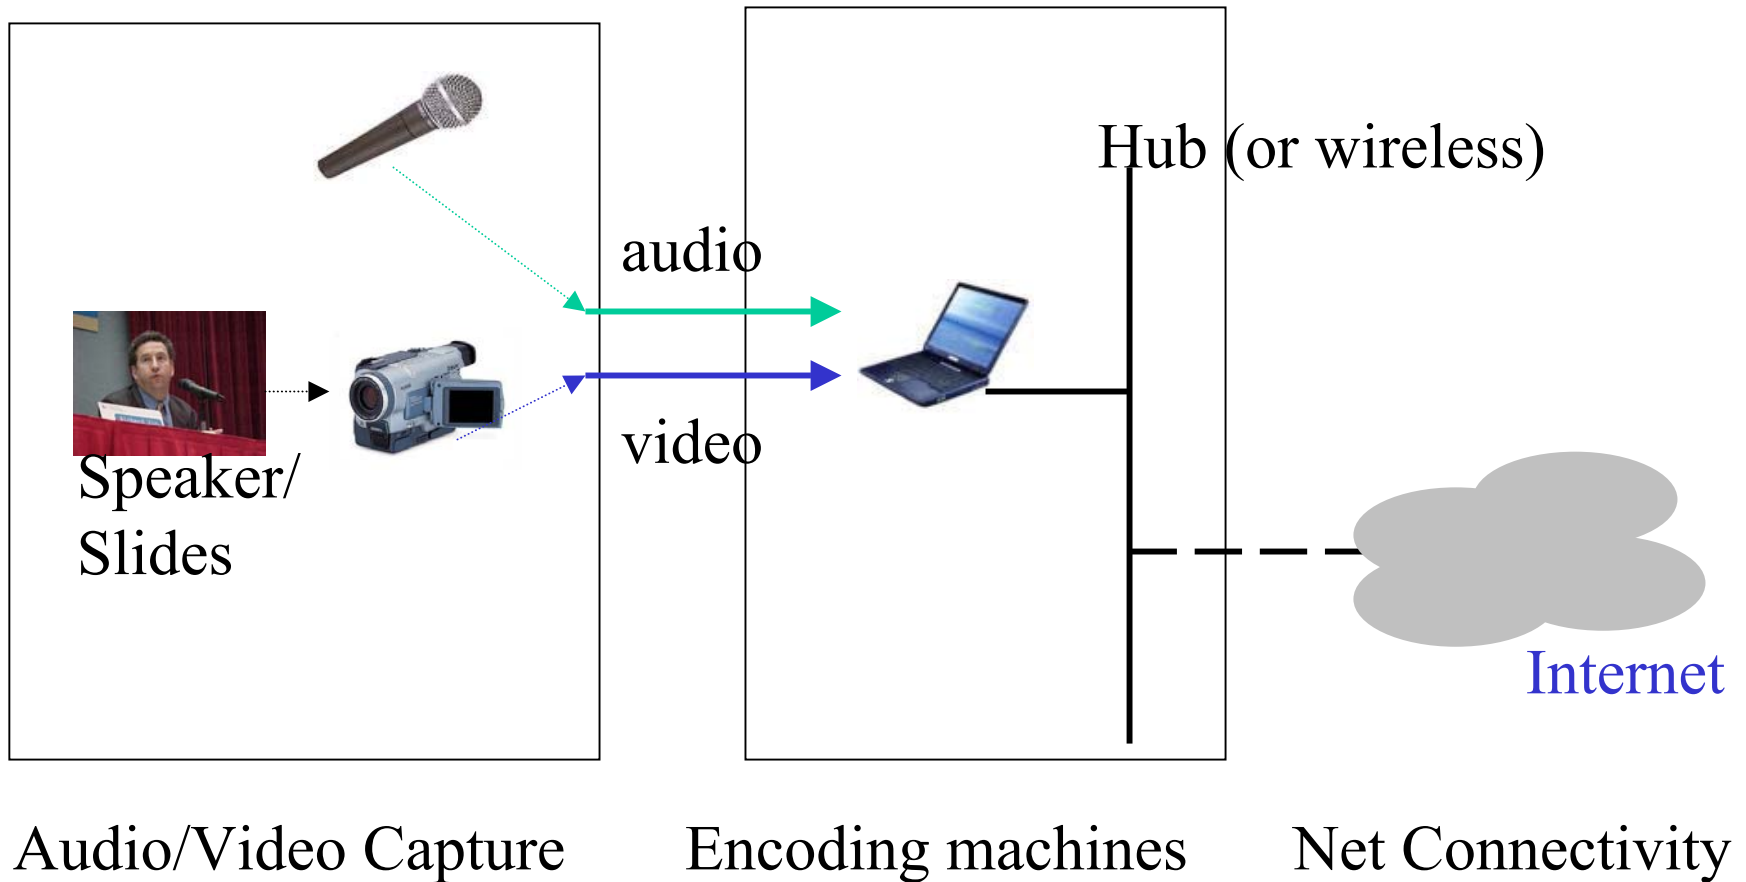 Hub (or wireless)
audio
video
Speaker/
Slides
Internet
Audio/Video Capture
Encoding machines
Net Connectivity